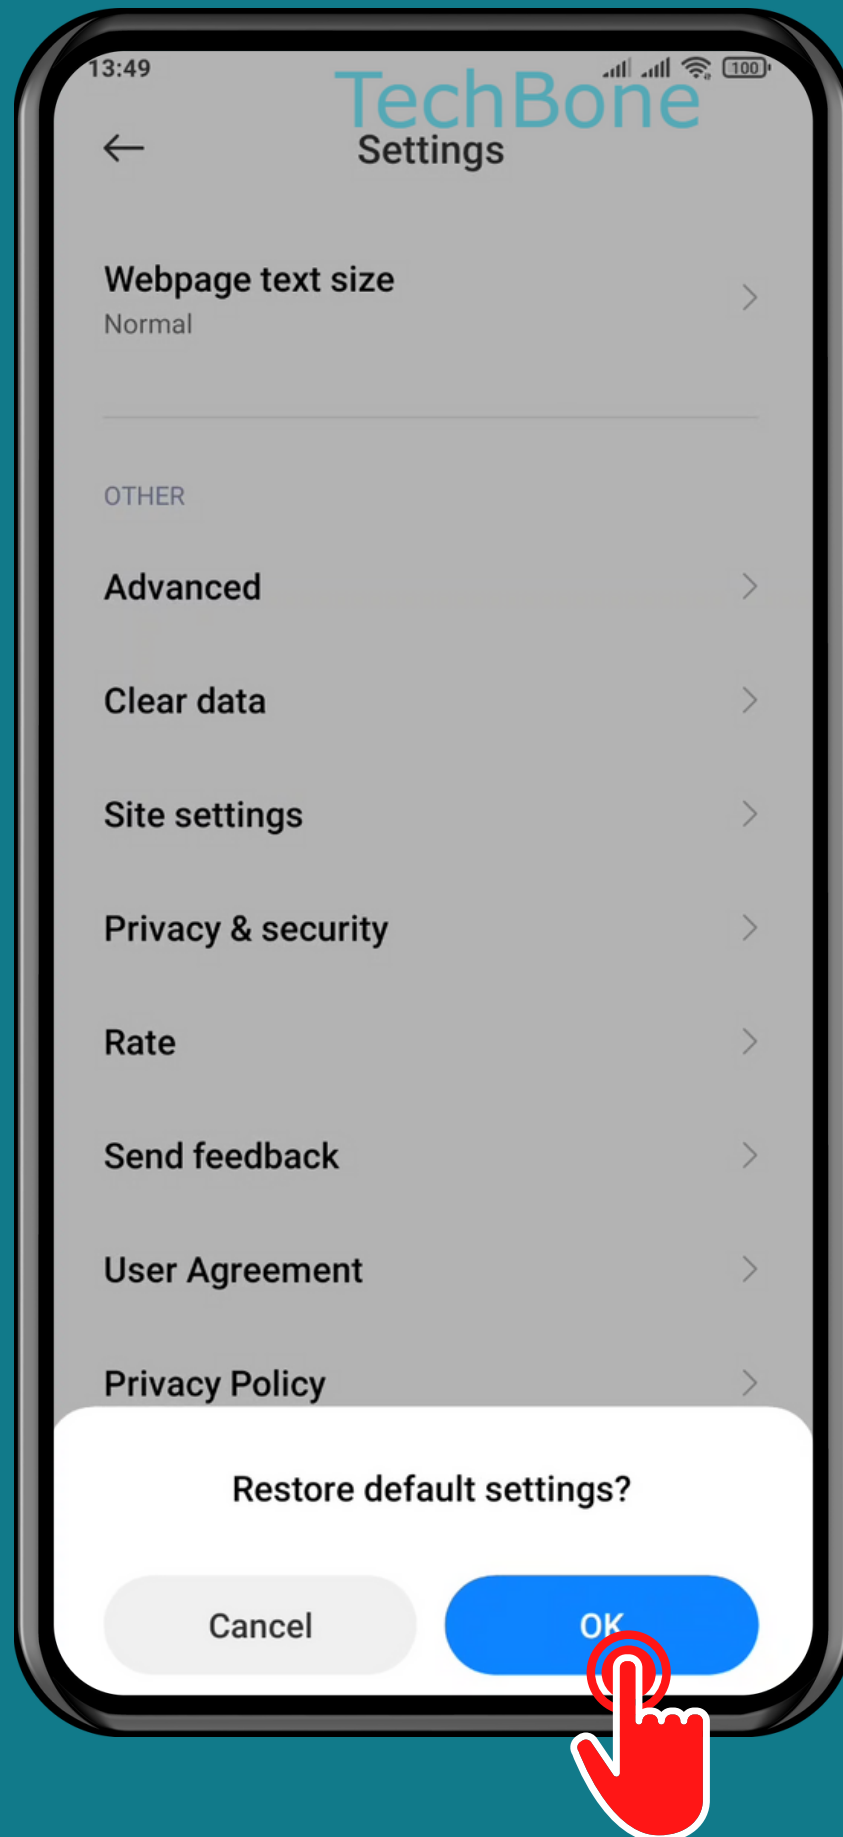 13:49
100
TechBone
Settings
Webpage text size
Normal
OTHER
Advanced
Clear data
Site settings
Privacy & security
Rate
Send feedback
User Agreement
Privacy Policy
Restore default settings?
Cancel
OK